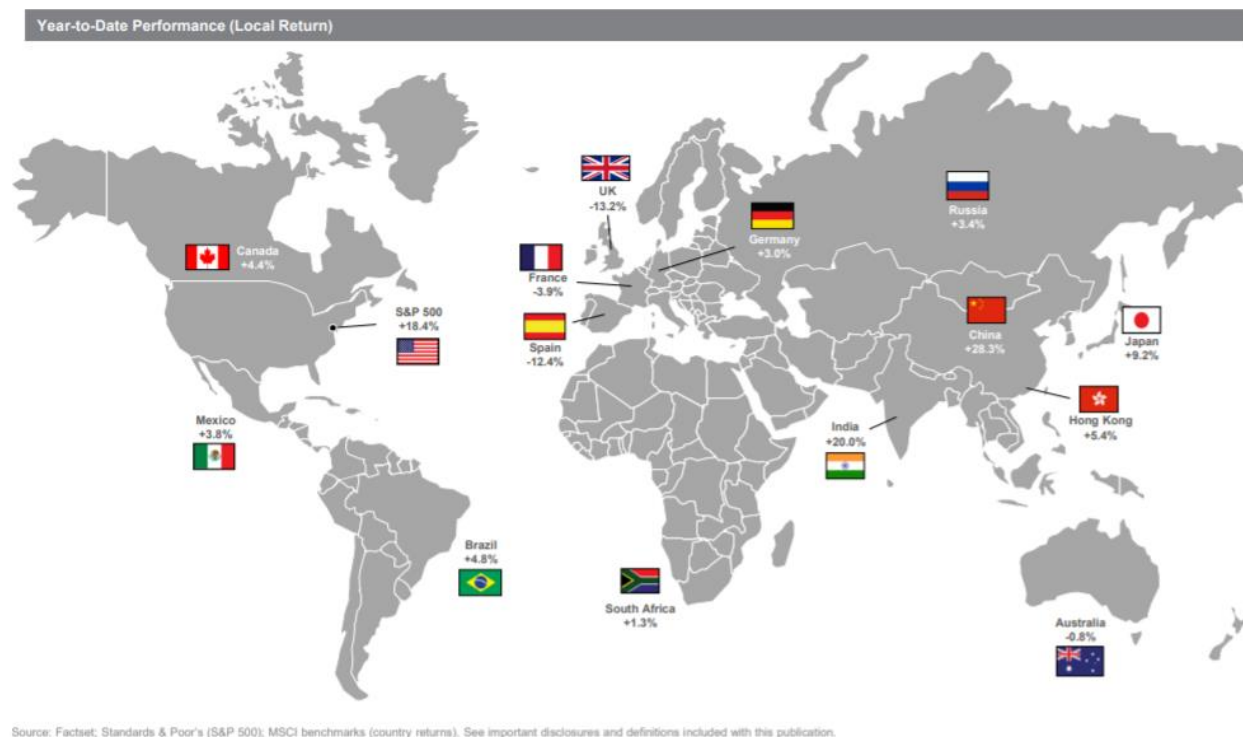 Year-to-Date Performance (Local Return)
UK
-13.2%
Russia
+3.4%
Germany
+3.0%
Canada
+4.4%
France
-3.9%
S&P 500
+18.4%
Spain
-12.4%
China
+28.3%
Japan
+9.2%
Mexico
+3.8%
Hong Kong
+5.4%
India
+20.0%
Brazil
+4.8%
South Africa
+1.3%
Australia
-0.8%
Source: Factset; Standards & Poor's (S&P 500); MSCI benchmarks (country returns). See important disclosures and definitions included with this publication.